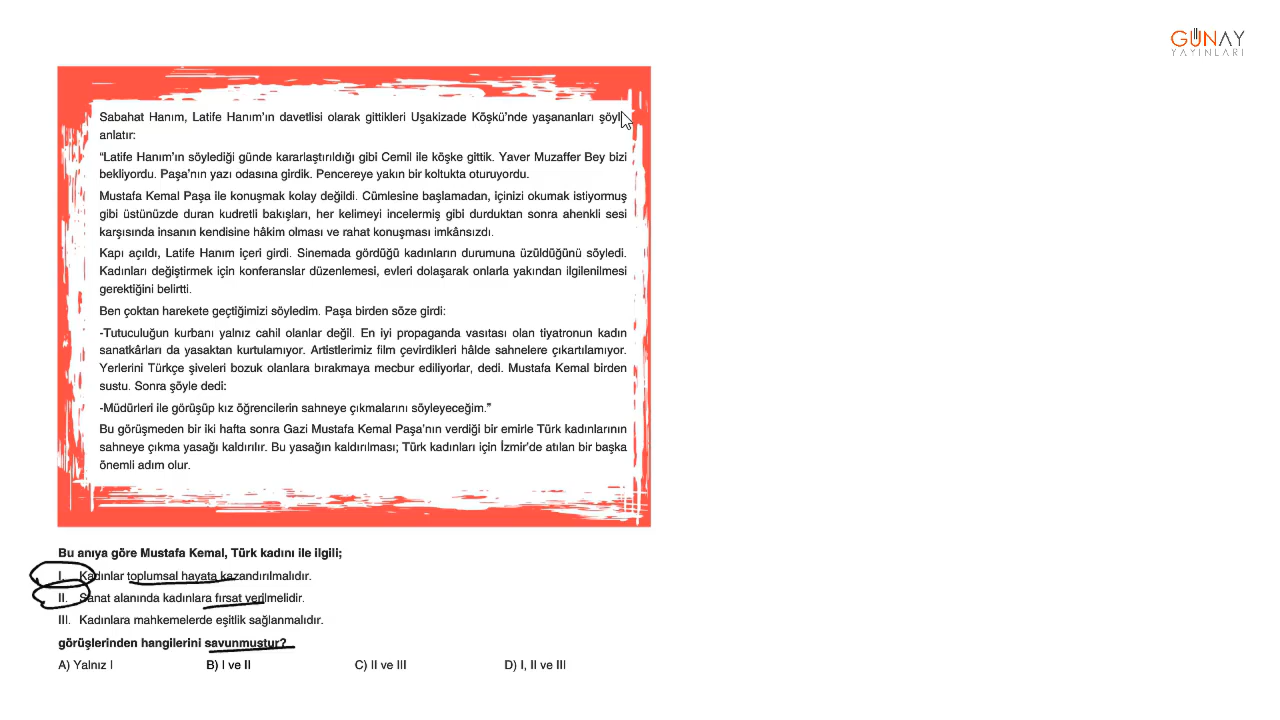 GÜNAY
YAYINLARI
Sabahat Hanım, Latife Hanım’ın davetlisi olarak gittikleri Uşakizade Köşkü’nde yaşananları
anlatır:
“Latife Hanım’ın söylediği günde kararlaştırıldığı gibi Cemil ile köşke gittik. Yaver Muzaffer Bey bizi
bekliyordu. Paşa’nın yazı odasına girdik. Pencereye yakın bir koltukta oturuyordu.
Mustafa Kemal Paşa ile konuşmak kolay değildi. Cümlesine başlamadan, içinizi okumak istiyormuş
gibi üstünüzde duran kudretli bakışları, her kelimeyi incelermiş gibi durduktan sonra ahenkli sesi
karşısında insanın kendisine hâkim olması ve rahat konuşması imkânsızdı.
Kapı açıldı, Latife Hanım içeri girdi. Sinemada gördüğü kadınların durumuna üzüldüğünü söyledi.
Kadınları değiştirmek için konferanslar düzenlemesi, evleri dolaşarak onlarla yakından ilgilenilmesi
gerektiğini belirtti.
Ben çoktan harekete geçtiğimizi söyledim. Paşa birden söze girdi:
-Tutuculuğun kurbanı yalnız cahil olanlar değil. En iyi propaganda vasıtası olan tiyatronun kadın
sanatkârları da yasaktan kurtulamıyor. Artistlerimiz film çevirdikleri hâlde sahnelere çıkartılamıyor.
Yerlerini Türkçe şiveleri bozuk olanlara bırakmaya mecbur ediliyorlar, dedi. Mustafa Kemal birden
sustu. Sonra şöyle dedi:
-Müdürleri ile görüşüp kız öğrencilerin sahneye çıkmalarını söyleyeceğim.”
Bu görüşmeden bir iki hafta sonra Gazi Mustafa Kemal Paşa’nın verdiği bir emirle Türk kadınlarının
sahneye çıkma yasağı kaldırılır. Bu yasağın kaldırılması; Türk kadınları için İzmir’de atılan bir başka
önemli adım olur.
Bu anıya göre Mustafa Kemal, Türk kadını ile ilgili;
I. Kadınlar toplumsal hayata kazandırılmalıdır.
II. Sanat alanında kadınlara fırsat verilmelidir.
III. Kadınlara mahkemelerde eşitlik sağlanmalıdır.
görüşlerinden hangilerini savunmuştur?
A) Yalnız I B) I ve II C) II ve III D) I, II ve III